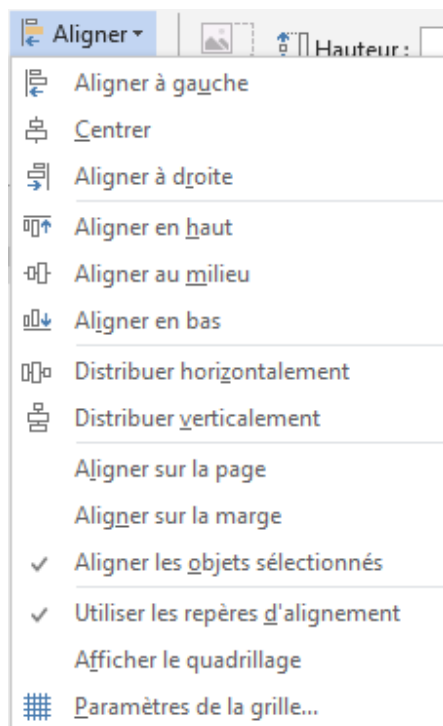 Aligner
Hauteur :
Aligner à gauche
Centrer
Aligner à droite
Aligner en haut
Aligner au milieu
Aligner en bas
Distribuer horizontalement
Distribuer verticalement
Aligner sur la page
Aligner sur la marge
Aligner les objets sélectionnés
Utiliser les repères d'alignement
Afficher le quadrillage
Paramètres de la grille...